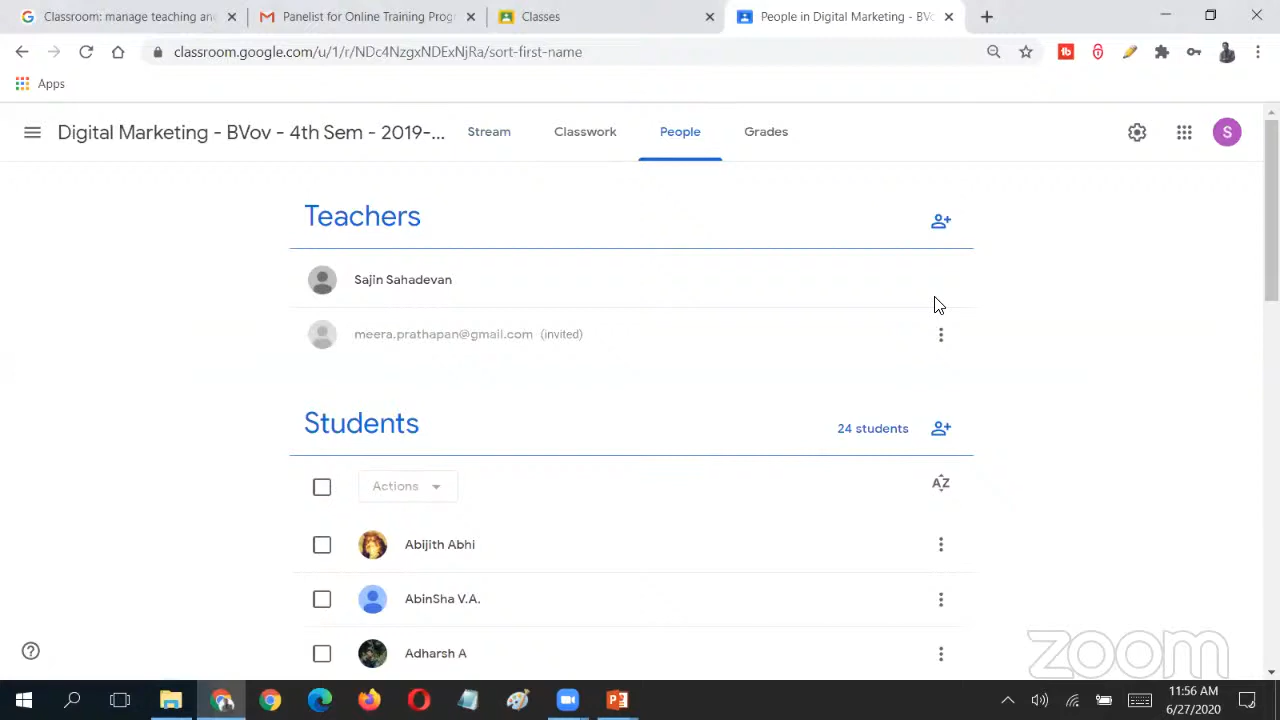 Classroom: manage teaching an
Panelist for Online Training Prog
Classes
People in Digital Marketing - BVo
classroom.google.com/u/1/r/NDc4NzgxNDExNjRa/sort-first-name
Apps
Digital Marketing - BVov - 4th Sem - 2019-...
Stream
Classwork
People
Grades
S
Teachers
Sajin Sahadevan
meera.prathapan@gmail.com (invited)
Students
24 students
Actions
AZ
Abijith Abhi
AbinSha V.A.
Adharsh A
zoom
11:56 AM
6/27/2020